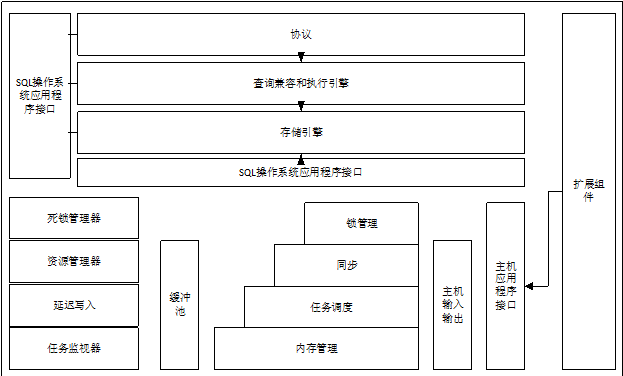 协议
SQL操作系
统应用程
序接口
查询兼容和执行引擎
存储引擎
SQL操作系统应用程序接口
扩展组
件
死锁管理器
资源管理器
延迟写入
任务监视器
缓冲
池
锁管理
同步
任务调度
内存管理
主机
输入
输出
主机
应用
程序
接口